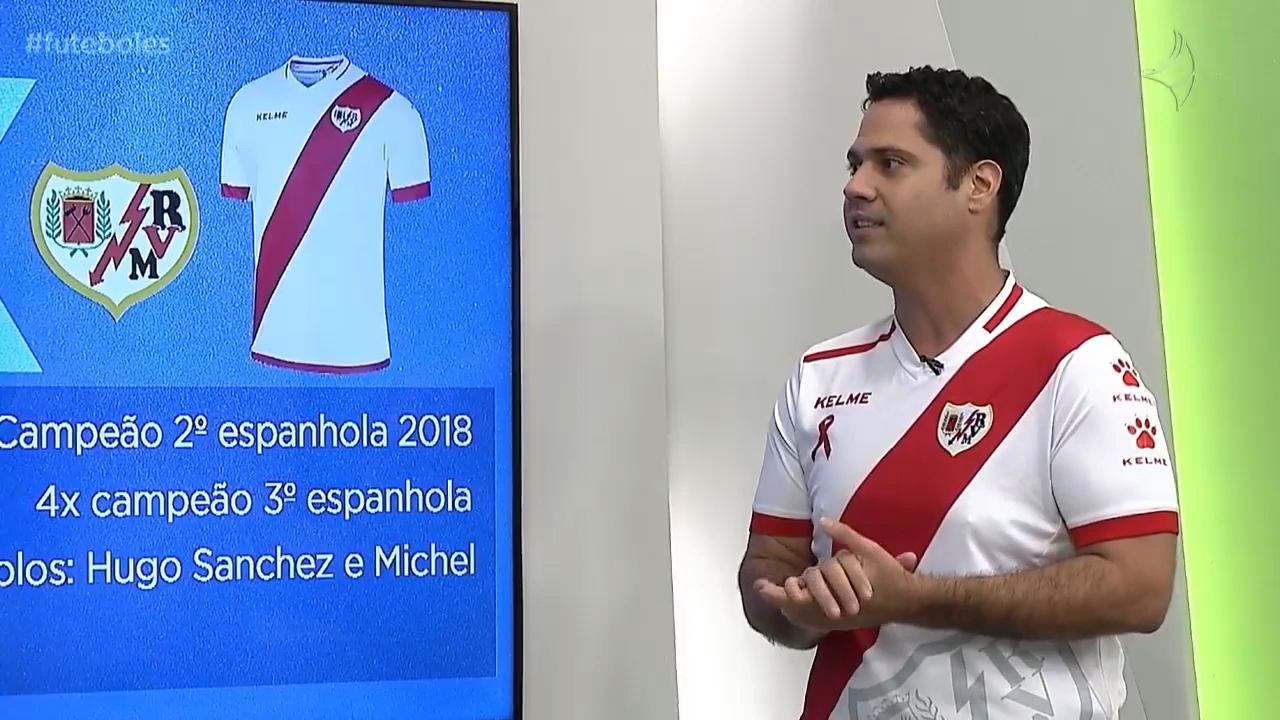 #futeboles
KELME
R
V
M
Campeão 2º espanhola 2018
4x campeão 3º espanhola
olos: Hugo Sanchez e Michel
KELME
R
V
M
KELME
KELME
R
V